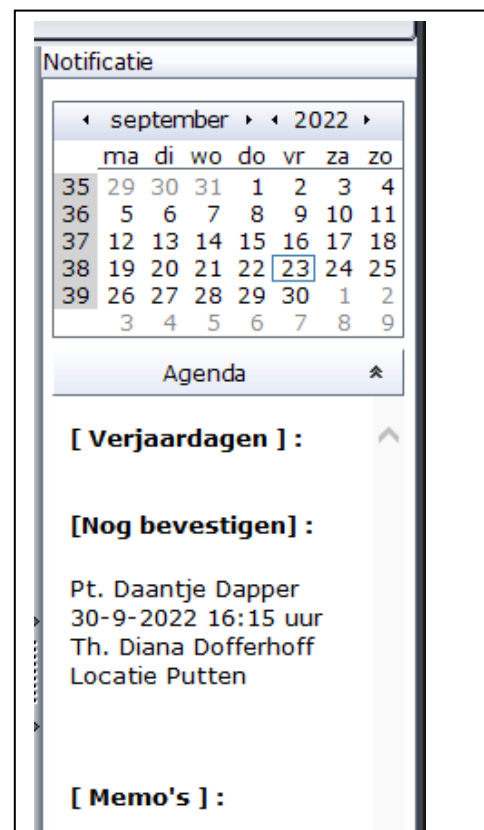 Notificatie
september 2022
ma di wo do vr za zo
35 29 30 31 1 2 3 4
36 5 6 7 8 9 10 11
37 12 13 14 15 16 17 18
38 19 20 21 22 23 24 25
39 26 27 28 29 30 1 2
3 4 5 6 7 8 9
Agenda
[ Verjaardagen ] :
[Nog bevestigen] :
Pt. Daantje Dapper
30-9-2022 16:15 uur
Th. Diana Dofferhoff
Locatie Putten
[ Memo's ] :